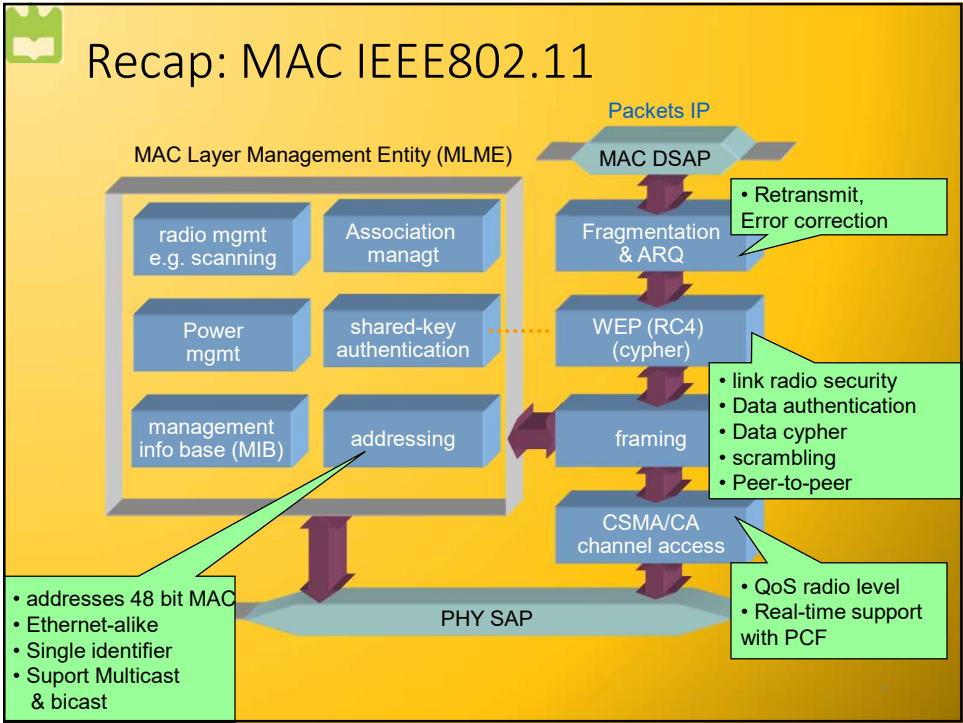 Recap: MAC IEEE802.11
Packets IP
MAC Layer Management Entity (MLME)
MAC DSAP
• Retransmit,
Error correction
radio mgmt
e.g. scanning
Association
managt
Fragmentation
& ARQ
Power
mgmt
shared-key
authentication
WEP (RC4)
(cypher)
• link radio security
• Data authentication
• Data cypher
• scrambling
• Peer-to-peer
management
info base (MIB)
addressing
framing
CSMA/CA
channel access
• QoS radio level
• Real-time support
with PCF
• addresses 48 bit MAC
• Ethernet-alike
• Single identifier
• Suport Multicast
& bicast
PHY SAP